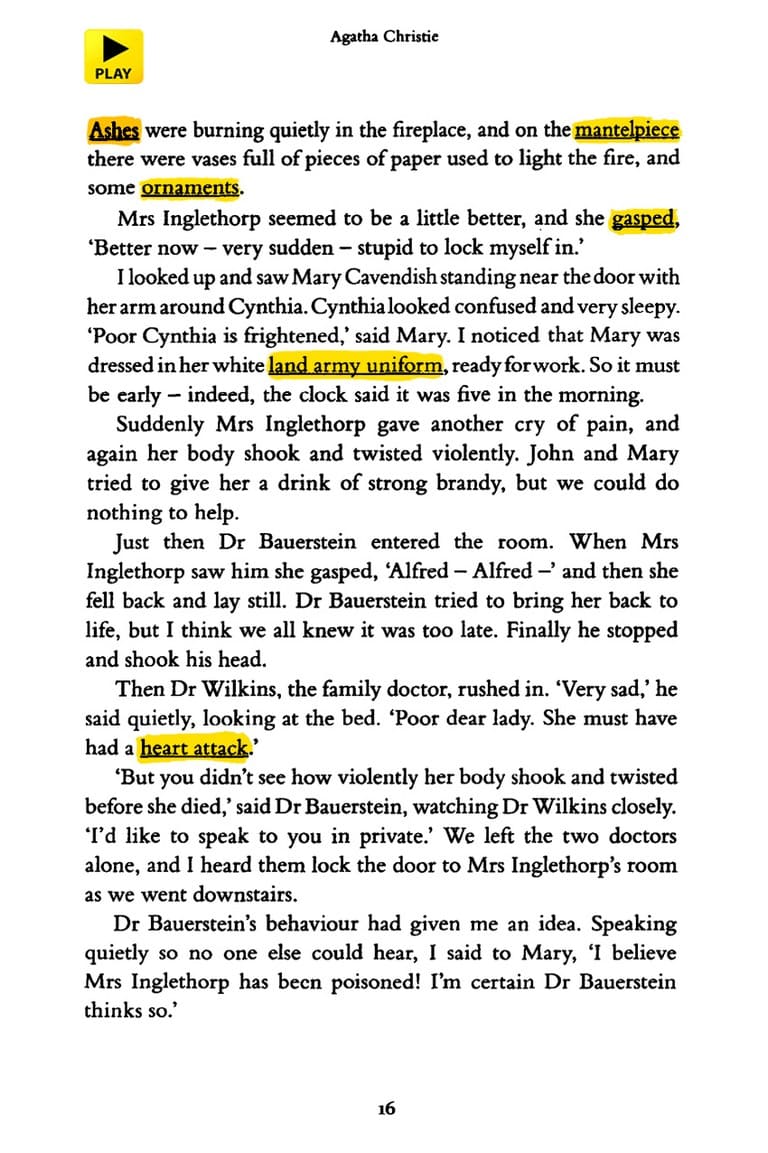 Agatha Christie
PLAY
Ashes were burning quietly in the fireplace, and on the mantelpiece
there were vases full of pieces of paper used to light the fire, and
some ornaments.
Mrs Inglethorp seemed to be a little better, and she gasped,
‘Better now – very sudden – stupid to lock myself in.’
I looked up and saw Mary Cavendish standing near the door with
her arm around Cynthia. Cynthia looked confused and very sleepy.
‘Poor Cynthia is frightened,’ said Mary. I noticed that Mary was
dressed in her white land army uniform, ready for work. So it must
be early – indeed, the clock said it was five in the morning.
Suddenly Mrs Inglethorp gave another cry of pain, and
again her body shook and twisted violently. John and Mary
tried to give her a drink of strong brandy, but we could do
nothing to help.
Just then Dr Bauerstein entered the room. When Mrs
Inglethorp saw him she gasped, ‘Alfred – Alfred –’ and then she
fell back and lay still. Dr Bauerstein tried to bring her back to
life, but I think we all knew it was too late. Finally he stopped
and shook his head.
Then Dr Wilkins, the family doctor, rushed in. ‘Very sad,’ he
said quietly, looking at the bed. ‘Poor dear lady. She must have
had a heart attack.’
‘But you didn’t see how violently her body shook and twisted
before she died,’ said Dr Bauerstein, watching Dr Wilkins closely.
‘I’d like to speak to you in private.’ We left the two doctors
alone, and I heard them lock the door to Mrs Inglethorp’s room
as we went downstairs.
Dr Bauerstein’s behaviour had given me an idea. Speaking
quietly so no one else could hear, I said to Mary, ‘I believe
Mrs Inglethorp has been poisoned! I’m certain Dr Bauerstein
thinks so.’
16